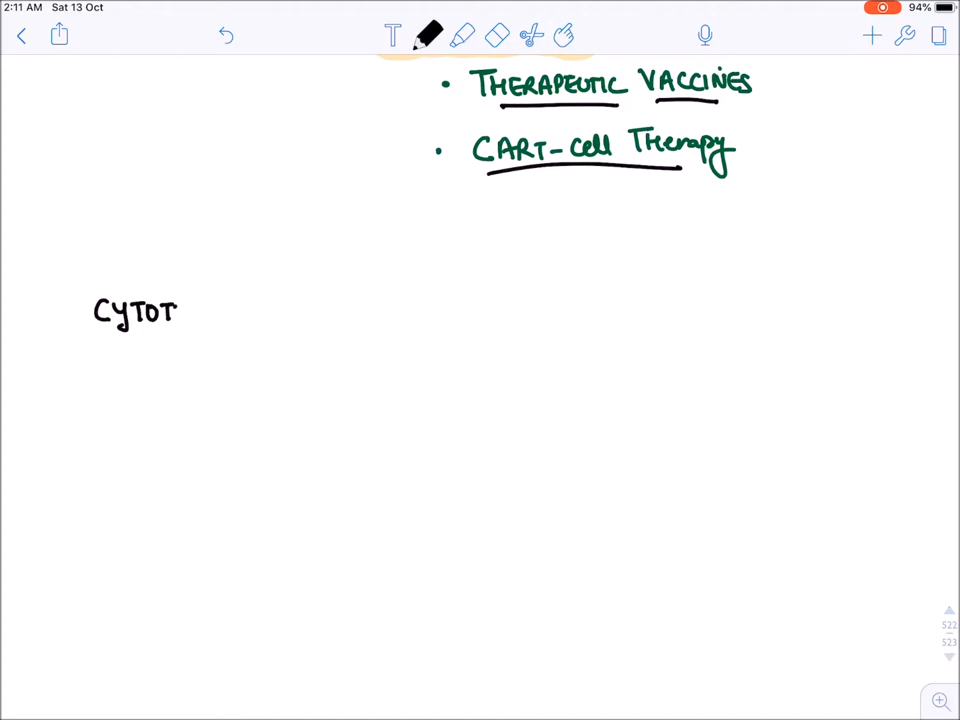 2:11 AM Sat 13 Oct
94%
T
• THERAPEUTIC VACCINES
• CART-cell Therapy
CYTOT
522
523